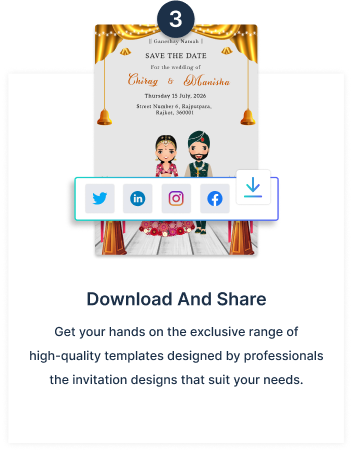 3
|| Ganeshay Namah ||
SAVE THE DATE
For the wedding of
Chirag & Manisha
Thursday 15 July, 2026
Street Number 6, Rajputpara,
Rajkot, 360001
in
Download And Share
Get your hands on the exclusive range of
high-quality templates designed by professionals
the invitation designs that suit your needs.